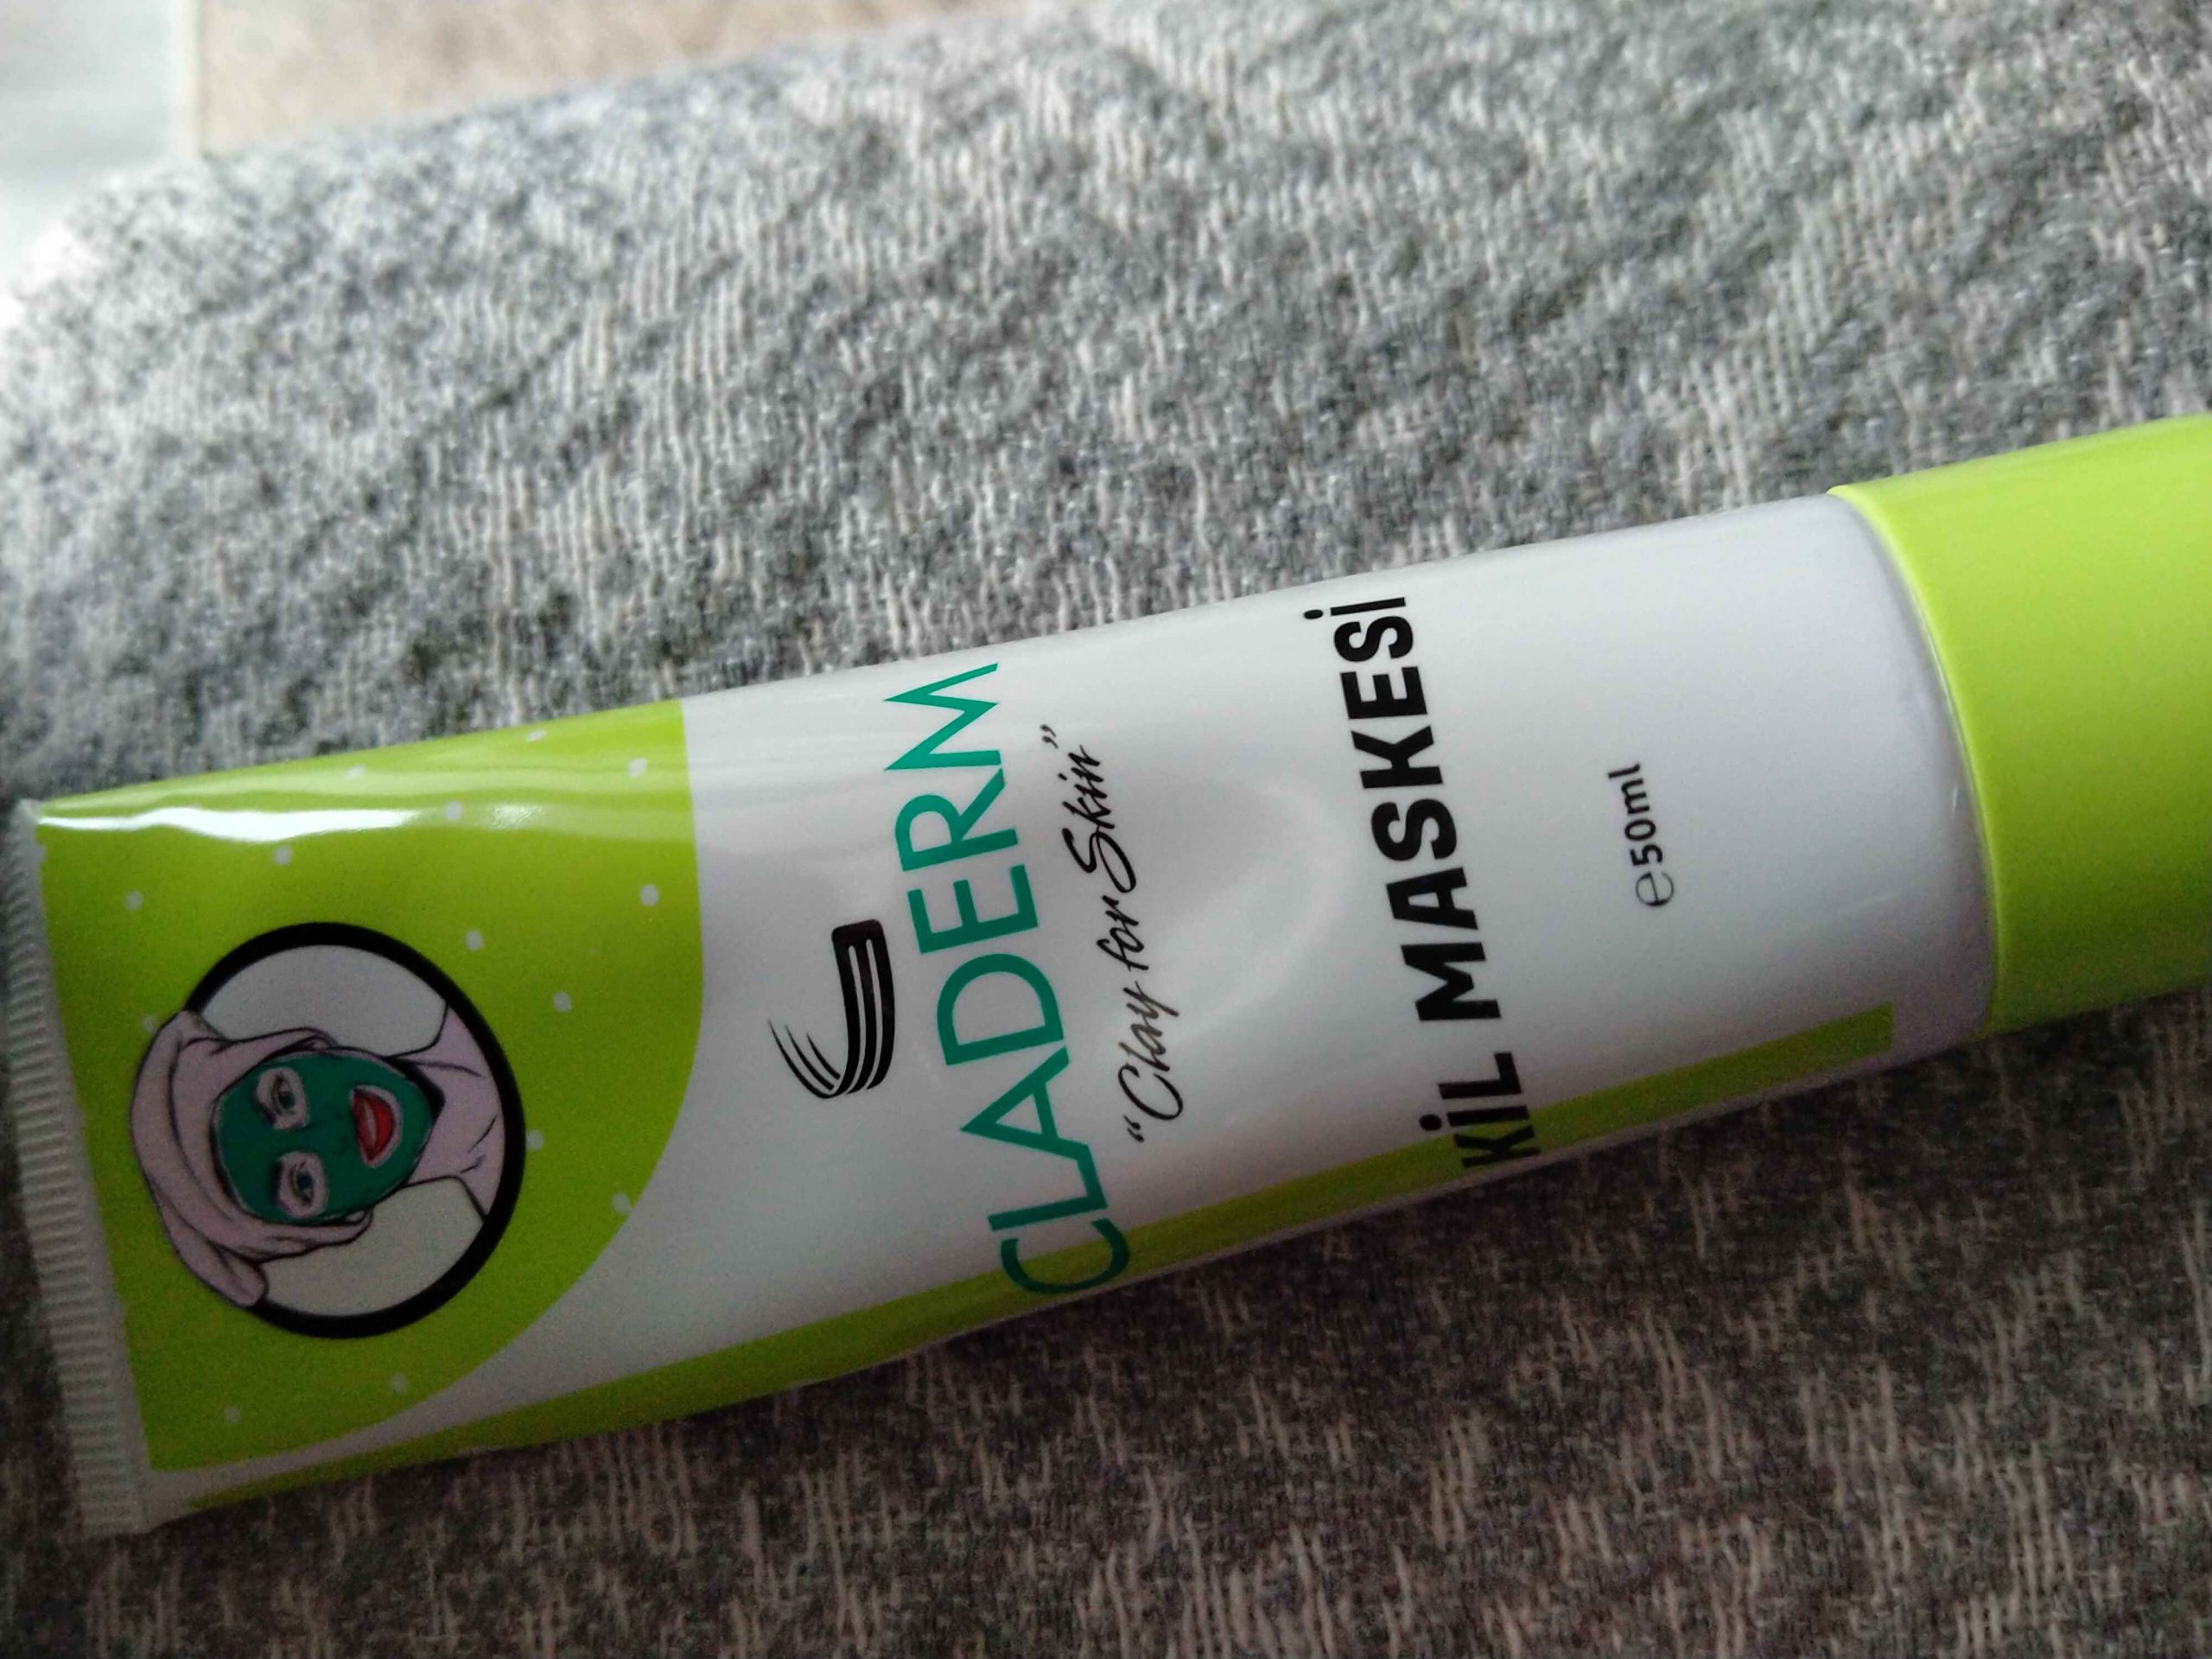 CLADERM
"Clay for Skin"
KİL MASKESİ
℮50ml